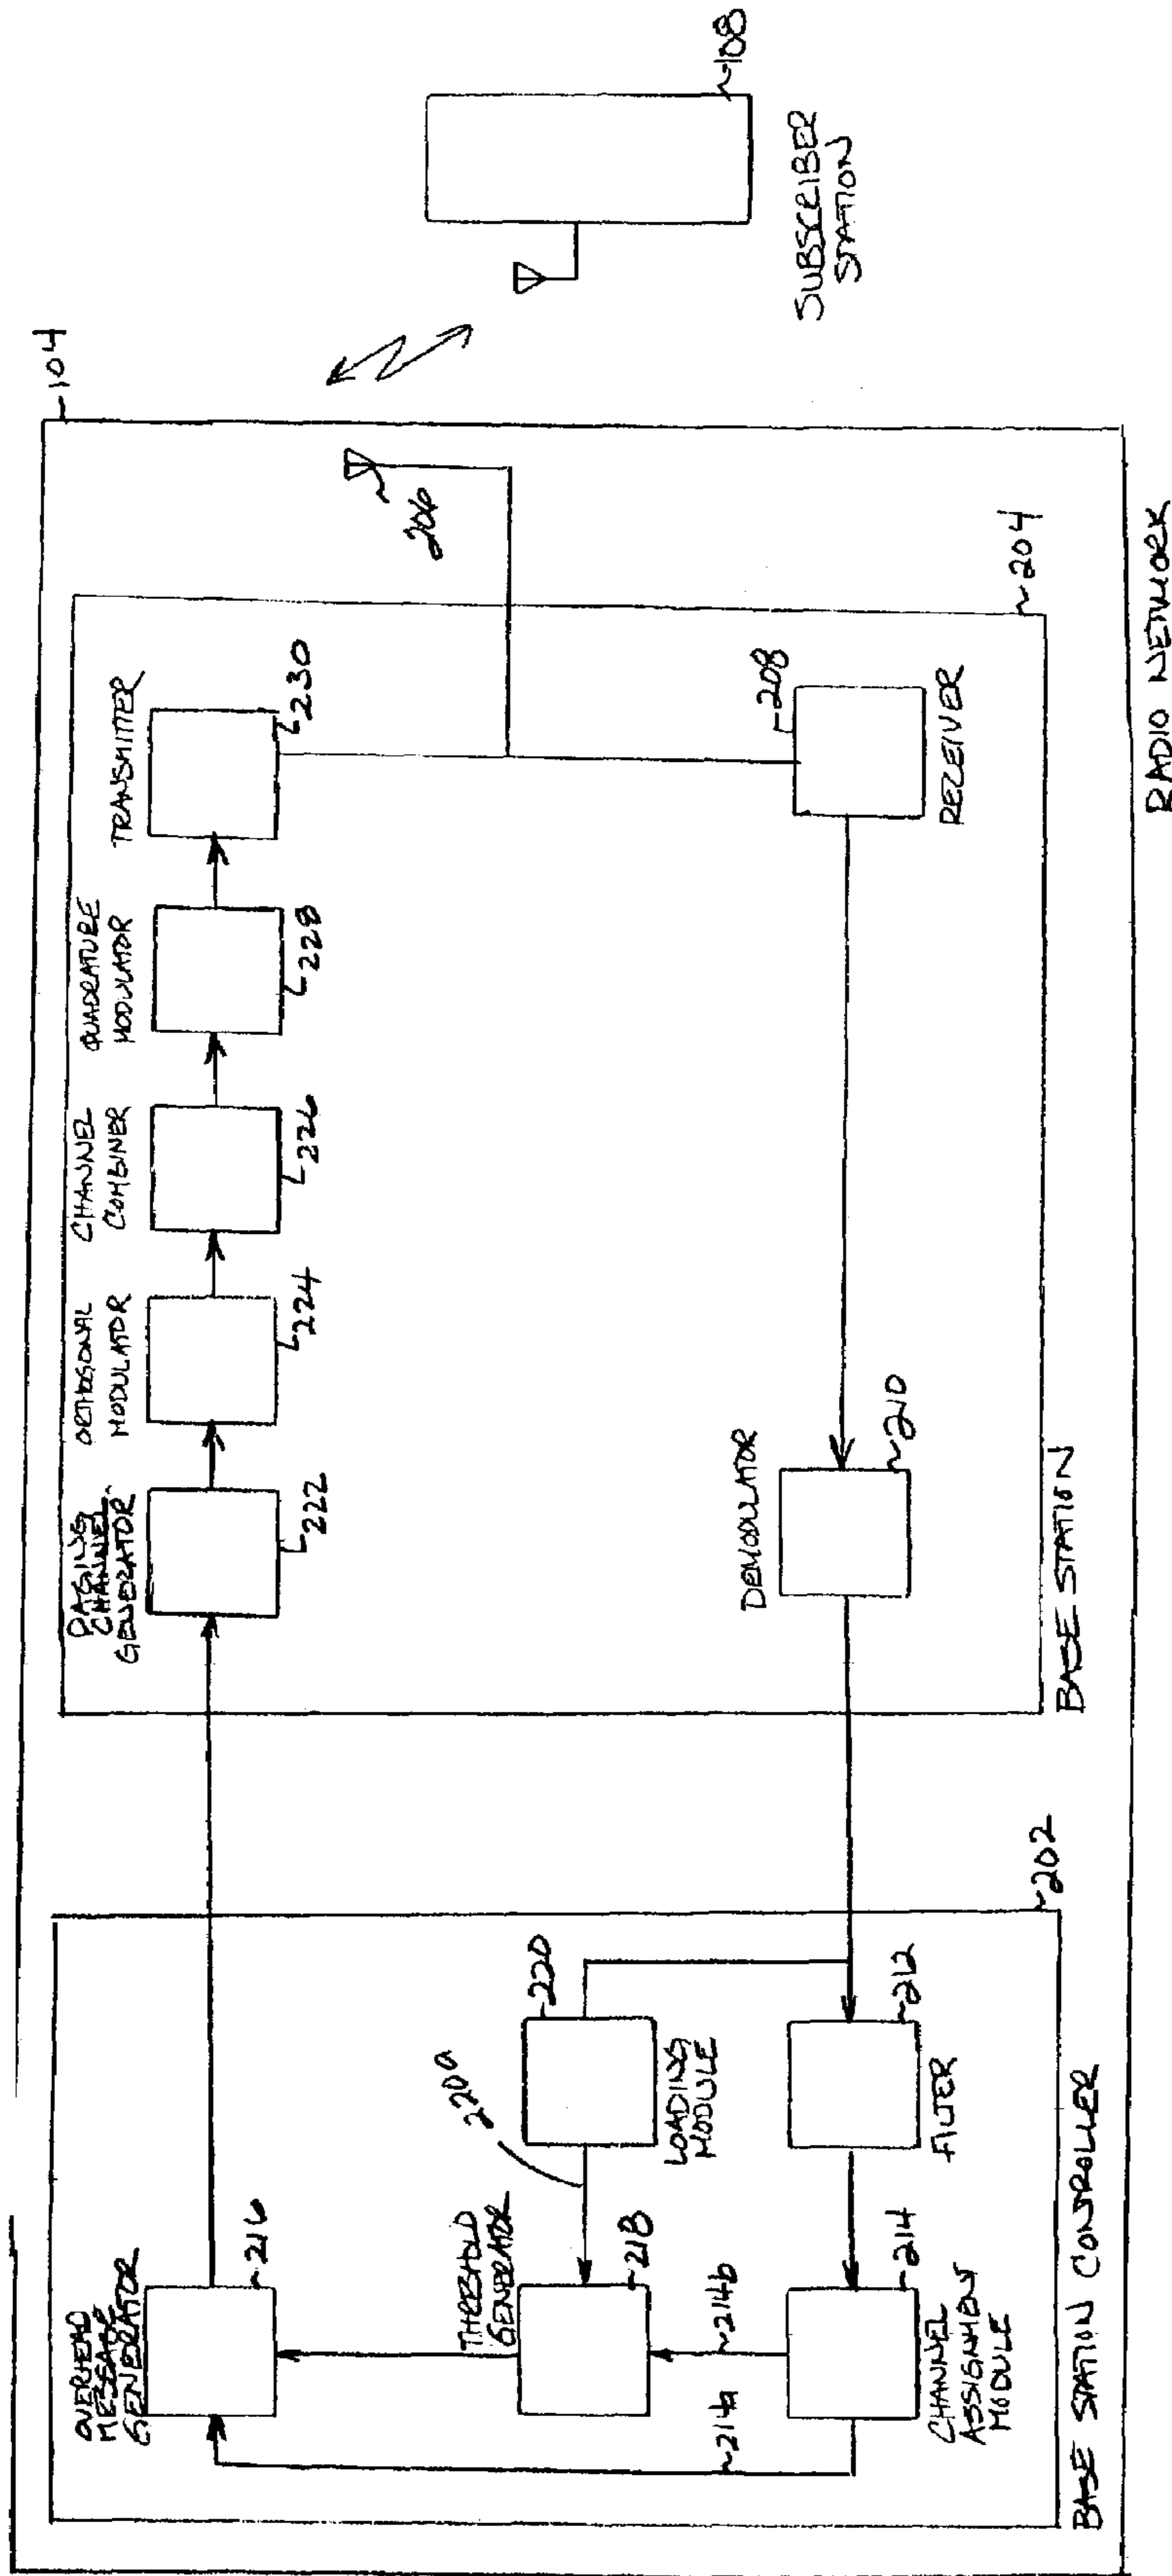 ~104
OVERHEAD
MESSAGE
GENERATOR
~216
PAGING
CHANNEL
GENERATOR
222
ORTHOGONAL
MODULATOR
224
CHANNEL
COMBINER
226
QUADRATURE
MODULATOR
228
TRANSMITTER
230
~206
THRESHOLD
GENERATOR
~218
220a
~220
LOADING
MODULE
~214a
~214b
CHANNEL
ASSIGNMENT
MODULE
~214
~212
FILTER
DEMODULATOR
~210
208
RECEIVER
~202
BASE STATION CONTROLLER
~204
BASE STATION
RADIO NETWORK
~108
SUBSCRIBER
STATION